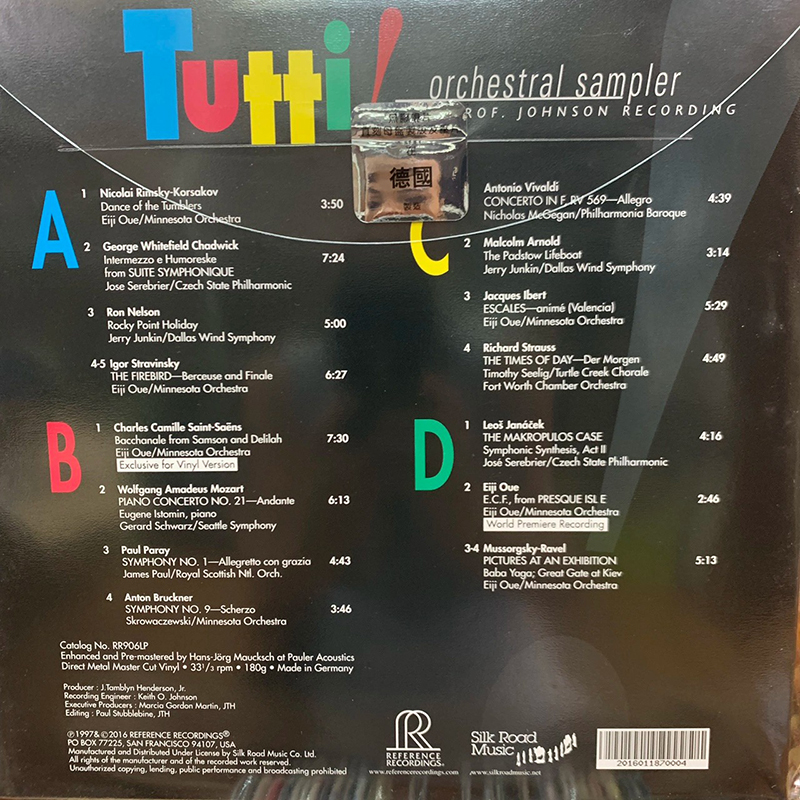 Tutti!
orchestral sampler
ROF. JOHNSON RECORDING
德國
A
1 Nicolai Rimsky-Korsakov
Dance of the Tumblers 3:50
Eiji Oue/Minnesota Orchestra
2 George Whitefield Chadwick
Intermezzo e Humoreske 7:24
from SUITE SYMPHONIQUE
Jose Serebrier/Czech State Philharmonic
3 Ron Nelson
Rocky Point Holiday 5:00
Jerry Junkin/Dallas Wind Symphony
4-5 Igor Stravinsky
THE FIREBIRD—Berceuse and Finale 6:27
Eiji Oue/Minnesota Orchestra
B
1 Charles Camille Saint-Saëns
Bacchanale from Samson and Delilah 7:30
Eiji Oue/Minnesota Orchestra
Exclusive for Vinyl Version
2 Wolfgang Amadeus Mozart
PIANO CONCERTO NO. 21—Andante 6:13
Eugene Istomin, piano
Gerard Schwarz/Seattle Symphony
3 Paul Paray
SYMPHONY NO. 1—Allegretto con grazia 4:43
James Paul/Royal Scottish Ntl. Orch.
4 Anton Bruckner
SYMPHONY NO. 9—Scherzo 3:46
Skrowaczewski/Minnesota Orchestra
C
Antonio Vivaldi
CONCERTO IN F, RV 569—Allegro 4:39
Nicholas McGegan/Philharmonia Baroque
2 Malcolm Arnold
The Padstow Lifeboat 3:14
Jerry Junkin/Dallas Wind Symphony
3 Jacques Ibert
ESCALES—animé (Valencia) 5:29
Eiji Oue/Minnesota Orchestra
4 Richard Strauss
THE TIMES OF DAY—Der Morgen 4:49
Timothy Seelig/Turtle Creek Chorale
Fort Worth Chamber Orchestra
D
1 Leoš Janáček
THE MAKROPULOS CASE 4:16
Symphonic Synthesis, Act II
José Serebrier/Czech State Philharmonic
2 Eiji Oue
E.C.F., from PRESQUE ISL E 2:46
Eiji Oue/Minnesota Orchestra
World Premiere Recording
3-4 Mussorgsky-Ravel
PICTURES AT AN EXHIBITION 5:13
Baba Yaga; Great Gate at Kiev
Eiji Oue/Minnesota Orchestra
Catalog No. RR906LP
Enhanced and Pre-mastered by Hans-Jörg Maucksch at Pauler Acoustics
Direct Metal Master Cut Vinyl • 33 1/3 rpm • 180g • Made in Germany
Producer : J.Tamblyn Henderson, Jr.
Recording Engineer : Keith O. Johnson
Executive Producers : Marcia Gordon Martin, JTH
Editing : Paul Stubblebine, JTH
℗1997&©2016 REFERENCE RECORDINGS®
PO BOX 77225, SAN FRANCISCO 94107, USA
Manufactured and Distributed Under License by Silk Road Music Co. Ltd.
All rights of the manufacturer and of the recorded work reserved.
Unauthorized copying, lending, public performance and broadcasting prohibited
RR
REFERENCE
RECORDINGS®
www.referencerecordings.com
Silk Road
Music
www.silkroadmusic.net
2016011870004